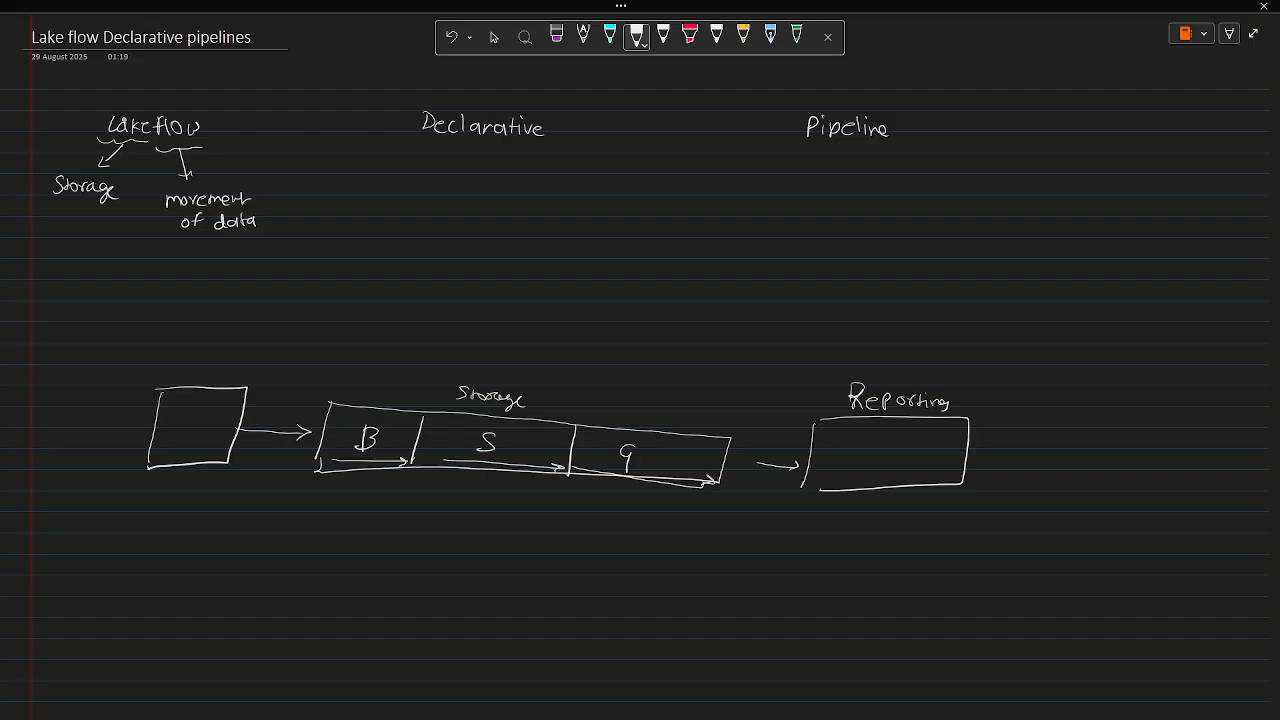 Lake flow Declarative pipelines
29 August 2025 01:19
Lakeflow Declarative Pipeline
Storage
movement
of data
Storage
Reporting
B S G